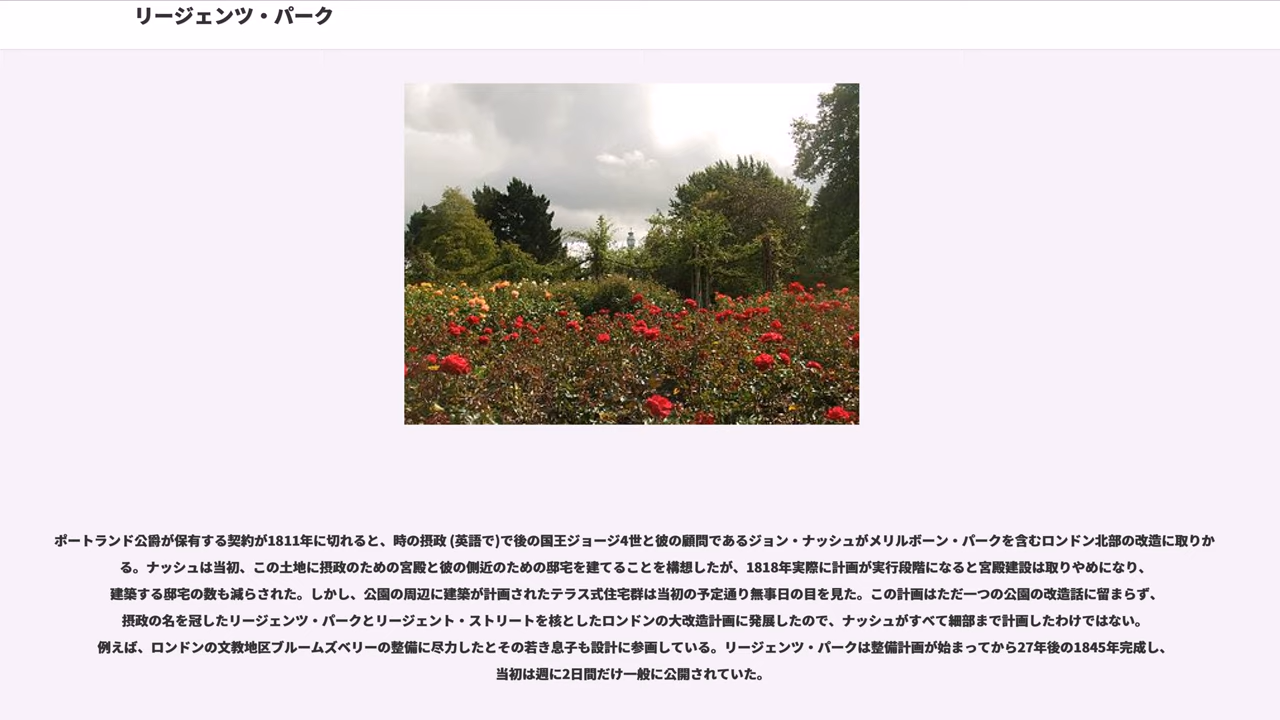 リージェンツ・パーク
ポートランド公爵が保有する契約が1811年に切れると、時の摂政 (英語で)で後の国王ジョージ4世と彼の顧問であるジョン・ナッシュがメリルボーン・パークを含むロンドン北部の改造に取りか
る。ナッシュは当初、この土地に摂政のための宮殿と彼の側近のための邸宅を建てることを構想したが、1818年実際に計画が実行段階になると宮殿建設は取りやめになり、
建築する邸宅の数も減らされた。しかし、公園の周辺に建築が計画されたテラス式住宅群は当初の予定通り無事日の目を見た。この計画はただ一つの公園の改造話に留まらず、
摂政の名を冠したリージェンツ・パークとリージェント・ストリートを核としたロンドンの大改造計画に発展したので、ナッシュがすべて細部まで計画したわけではない。
例えば、ロンドンの文教地区ブルームズベリーの整備に尽力したとその若き息子も設計に参画している。リージェンツ・パークは整備計画が始まってから27年後の1845年完成し、
当初は週に2日間だけ一般に公開されていた。